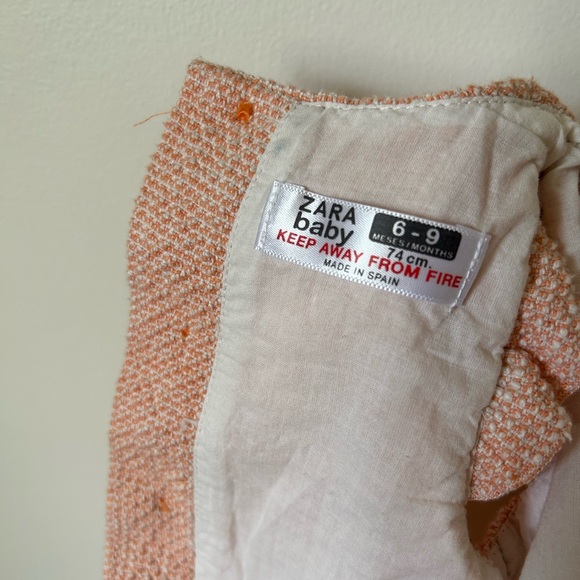 ZARA
baby
6 - 9
MESES/MONTHS
74 cm.
KEEP AWAY FROM FIRE
MADE IN SPAIN